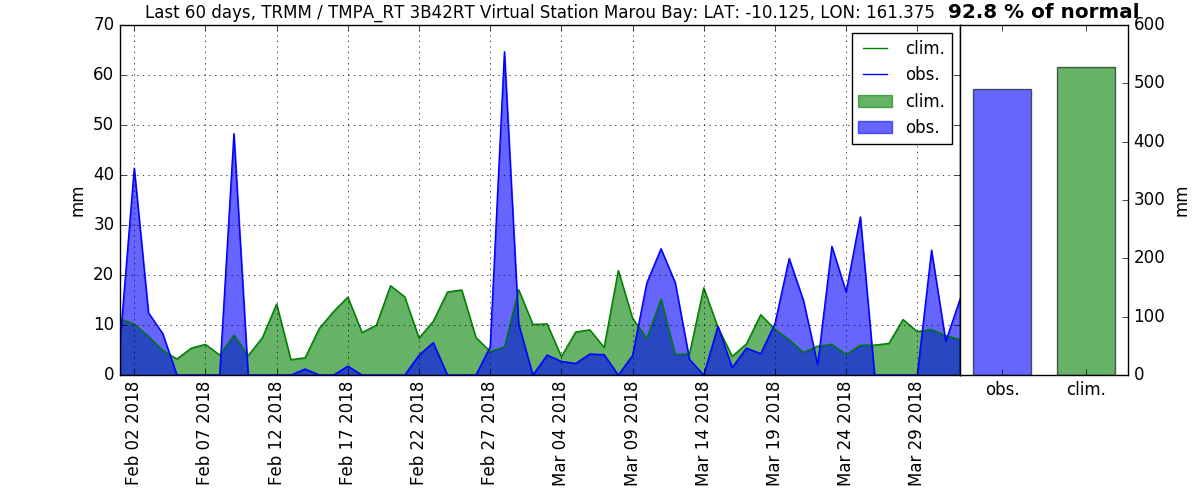 Last 60 days, TRMM / TMPA_RT 3B42RT Virtual Station Marou Bay: LAT: -10.125, LON: 161.375 92.8 % of normal
70
60
50
40
30
20
10
0
mm
clim.
obs.
clim.
obs.
Feb 02 2018
Feb 07 2018
Feb 12 2018
Feb 17 2018
Feb 22 2018
Feb 27 2018
Mar 04 2018
Mar 09 2018
Mar 14 2018
Mar 19 2018
Mar 24 2018
Mar 29 2018
600
500
400
300
200
100
0
mm
obs.
clim.